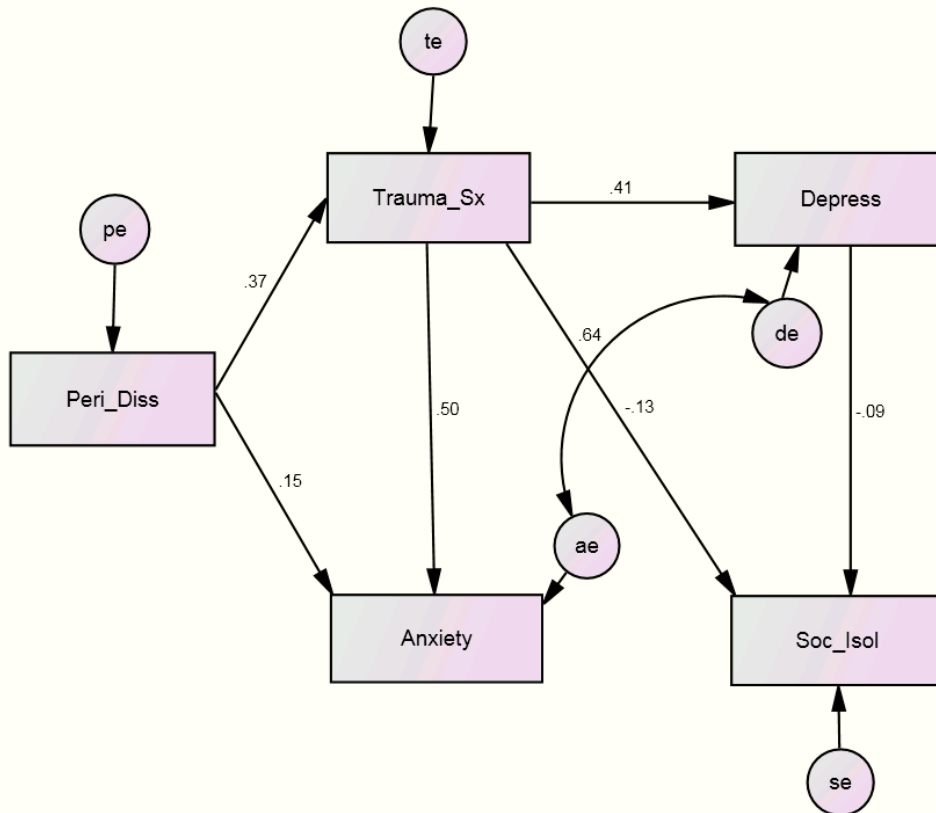 te
Trauma_Sx
.41
Depress
pe
.37
.64
de
Peri_Diss
.50
-.13
-.09
.15
ae
Anxiety
Soc_Isol
se